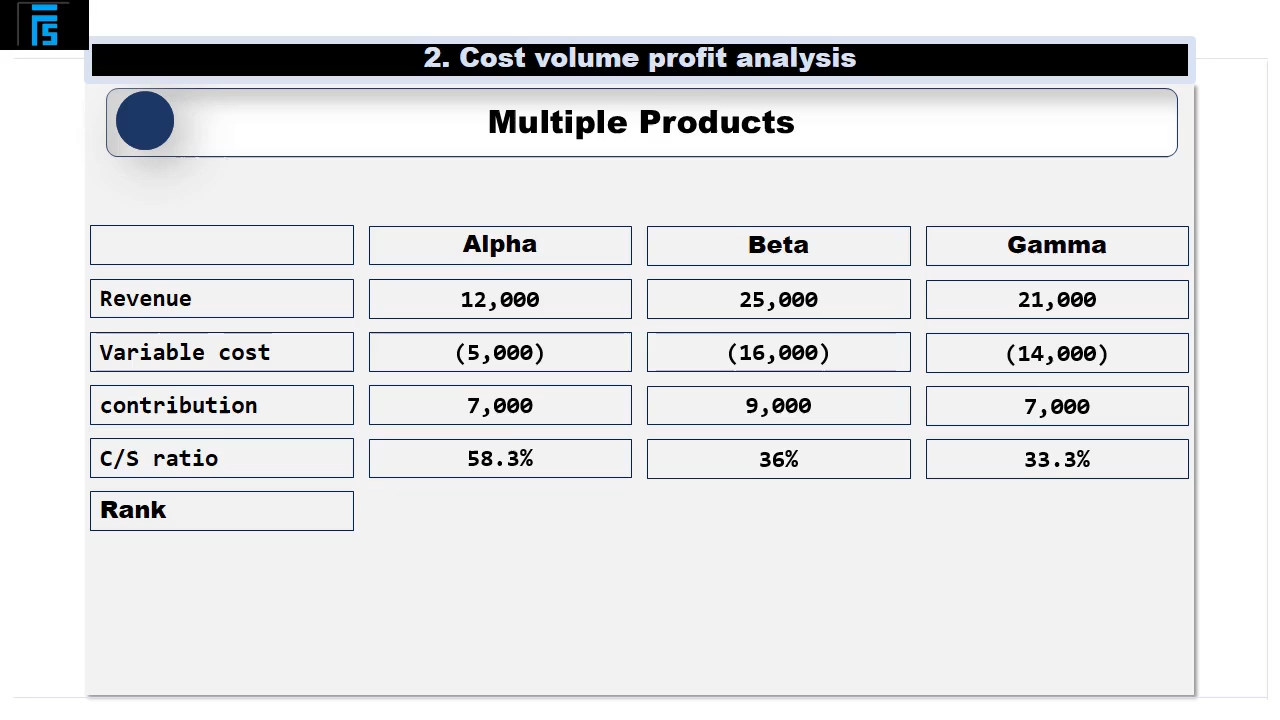 2. Cost volume profit analysis
Multiple Products
Alpha Beta Gamma
Revenue 12,000 25,000 21,000
Variable cost (5,000) (16,000) (14,000)
contribution 7,000 9,000 7,000
C/S ratio 58.3% 36% 33.3%
Rank